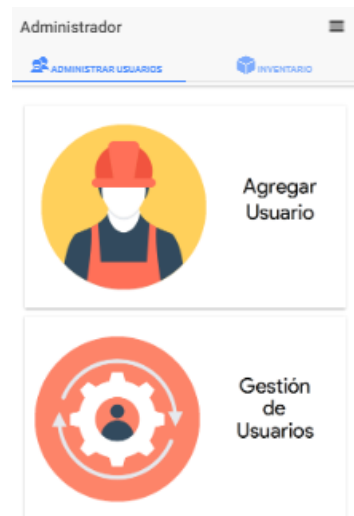 Administrador
ADMINISTRAR USUARIOS
INVENTARIO
Agregar
Usuario
Gestión
de
Usuarios